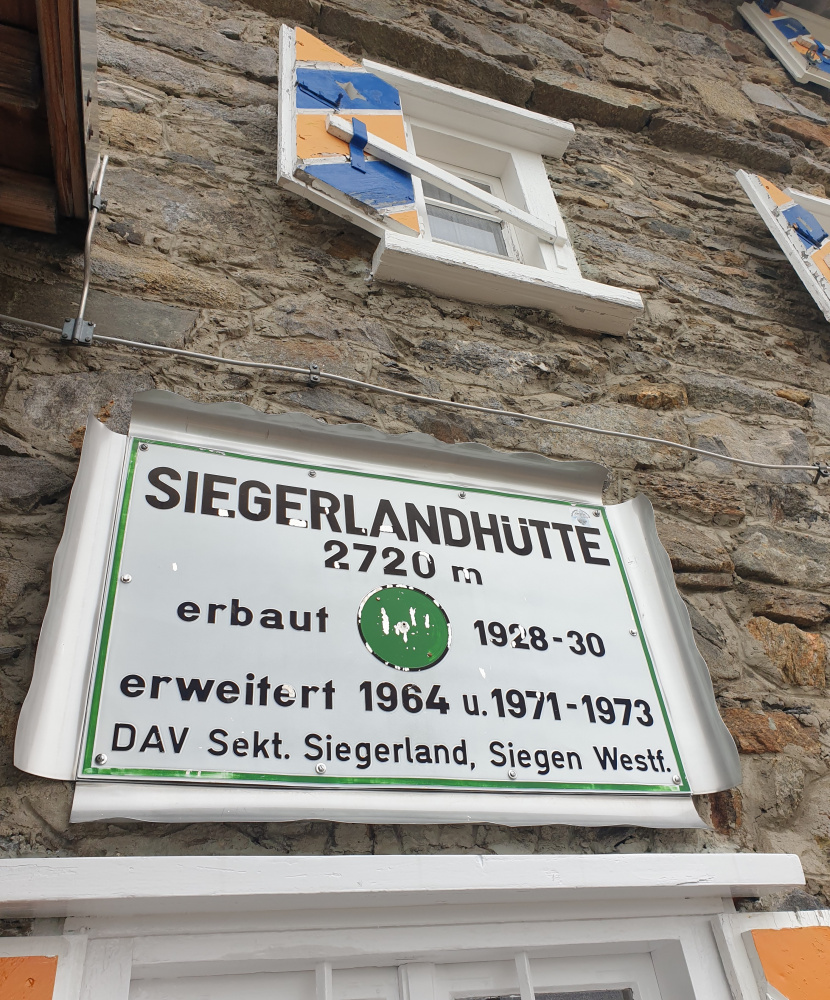 SIEGERLANDHÜTTE
2720 m
erbaut 1928-30
erweitert 1964 u. 1971-1973
DAV Sekt. Siegerland, Siegen Westf.